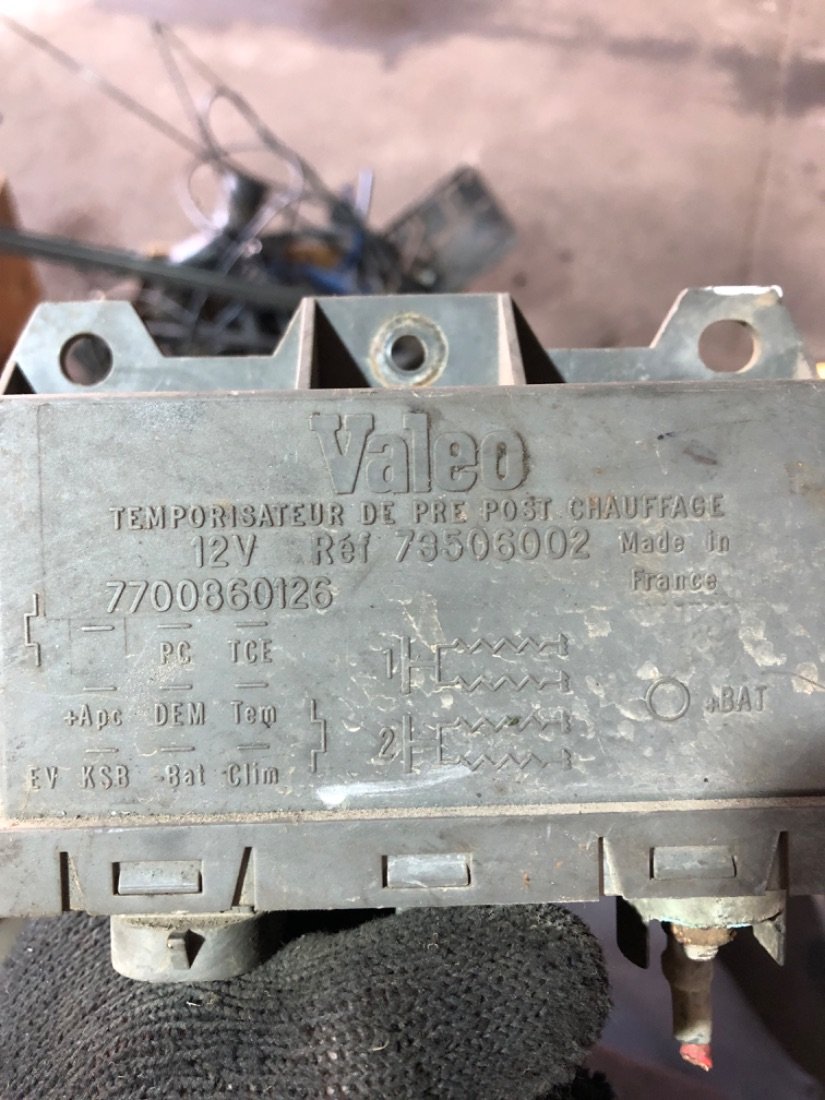 Valeo
TEMPORISATEUR DE PRE POST CHAUFFAGE
12V Réf 73506002 Made in
France
7700860126
PC TCE
+Apc DEM Tem
EV KSB -Bat Clim
1
2
+BAT